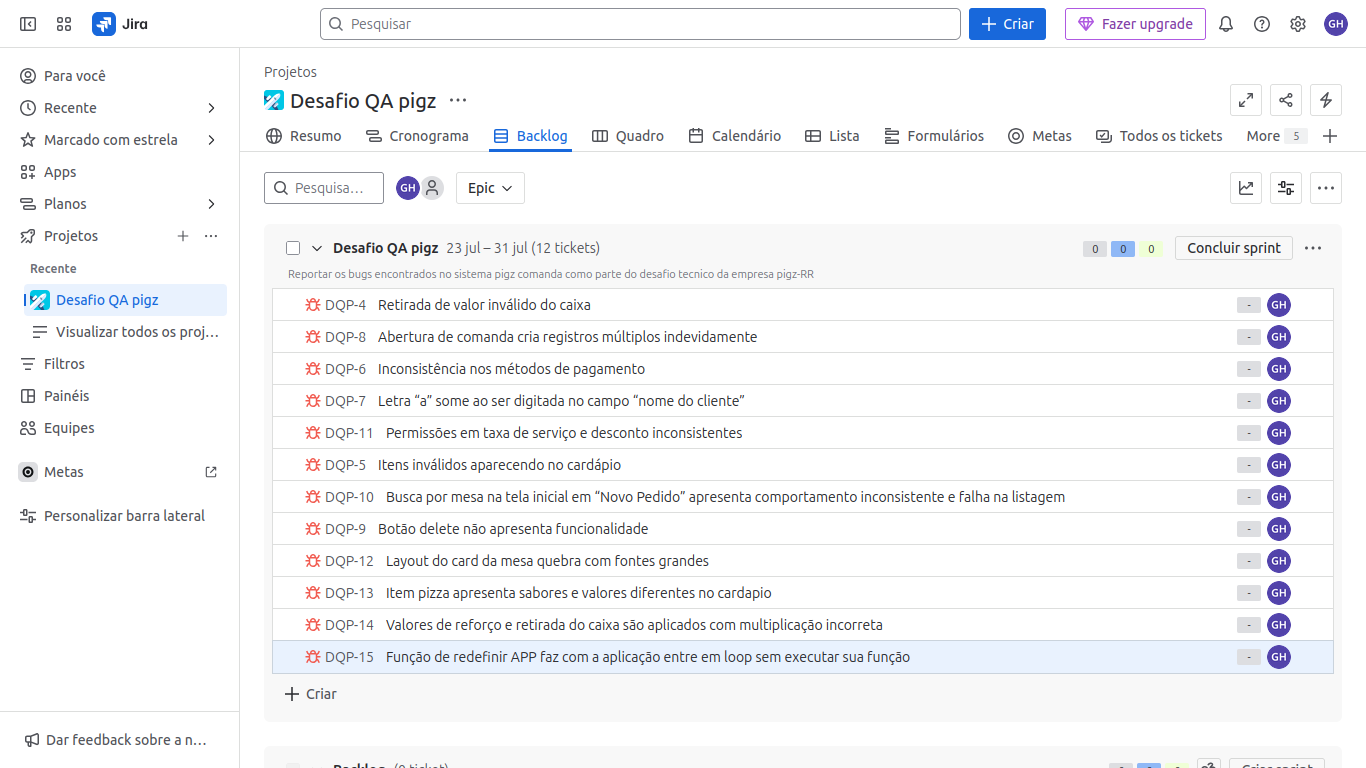 Jira
Pesquisar
Criar
Fazer upgrade
GH
Para você
Recente
Marcado com estrela
Apps
Planos
Projetos
Recente
Desafio QA pigz
Visualizar todos os proj...
Filtros
Painéis
Equipes
Metas
Personalizar barra lateral
Dar feedback sobre a n...
Projetos
Desafio QA pigz
Resumo
Cronograma
Backlog
Quadro
Calendário
Lista
Formulários
Metas
Todos os tickets
More 5
Pesquisa...
GH
Epic
Desafio QA pigz 23 jul – 31 jul (12 tickets)
0 0 0
Concluir sprint
Reportar os bugs encontrados no sistema pigz comanda como parte do desafio tecnico da empresa pigz-RR
DQP-4 Retirada de valor inválido do caixa - GH
DQP-8 Abertura de comanda cria registros múltiplos indevidamente - GH
DQP-6 Inconsistência nos métodos de pagamento - GH
DQP-7 Letra “a” some ao ser digitada no campo “nome do cliente” - GH
DQP-11 Permissões em taxa de serviço e desconto inconsistentes - GH
DQP-5 Itens inválidos aparecendo no cardápio - GH
DQP-10 Busca por mesa na tela inicial em “Novo Pedido” apresenta comportamento inconsistente e falha na listagem - GH
DQP-9 Botão delete não apresenta funcionalidade - GH
DQP-12 Layout do card da mesa quebra com fontes grandes - GH
DQP-13 Item pizza apresenta sabores e valores diferentes no cardapio - GH
DQP-14 Valores de reforço e retirada do caixa são aplicados com multiplicação incorreta - GH
DQP-15 Função de redefinir APP faz com a aplicação entre em loop sem executar sua função - GH
Criar
Backlog (0 ticket)
0 0 0
Criar sprint